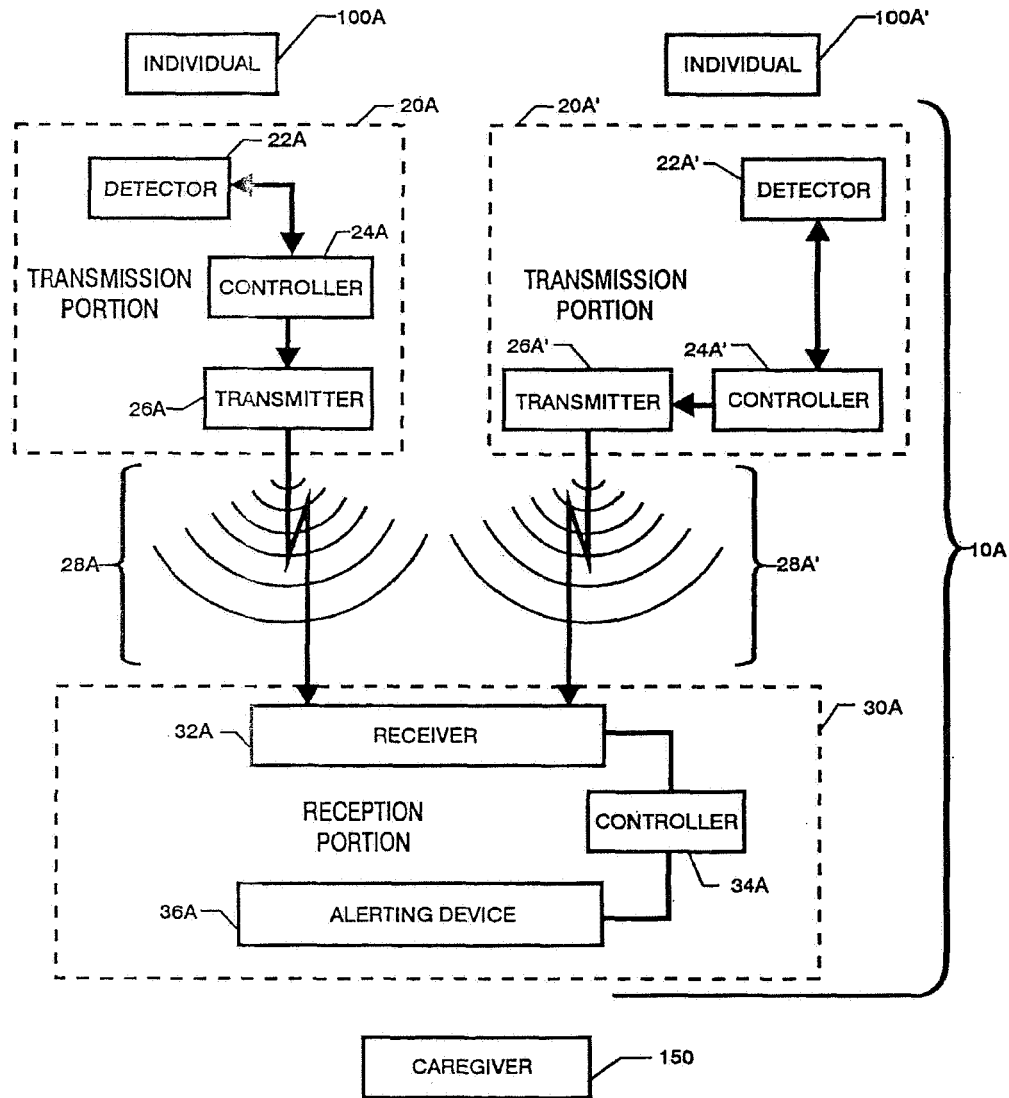 100A
100A'
INDIVIDUAL
INDIVIDUAL
20A
20A'
22A
DETECTOR
22A'
DETECTOR
24A
CONTROLLER
TRANSMISSION
PORTION
TRANSMISSION
PORTION
26A
TRANSMITTER
26A'
24A'
TRANSMITTER
CONTROLLER
28A
28A'
10A
30A
32A
RECEIVER
RECEPTION
PORTION
CONTROLLER
34A
36A
ALERTING DEVICE
CAREGIVER
150